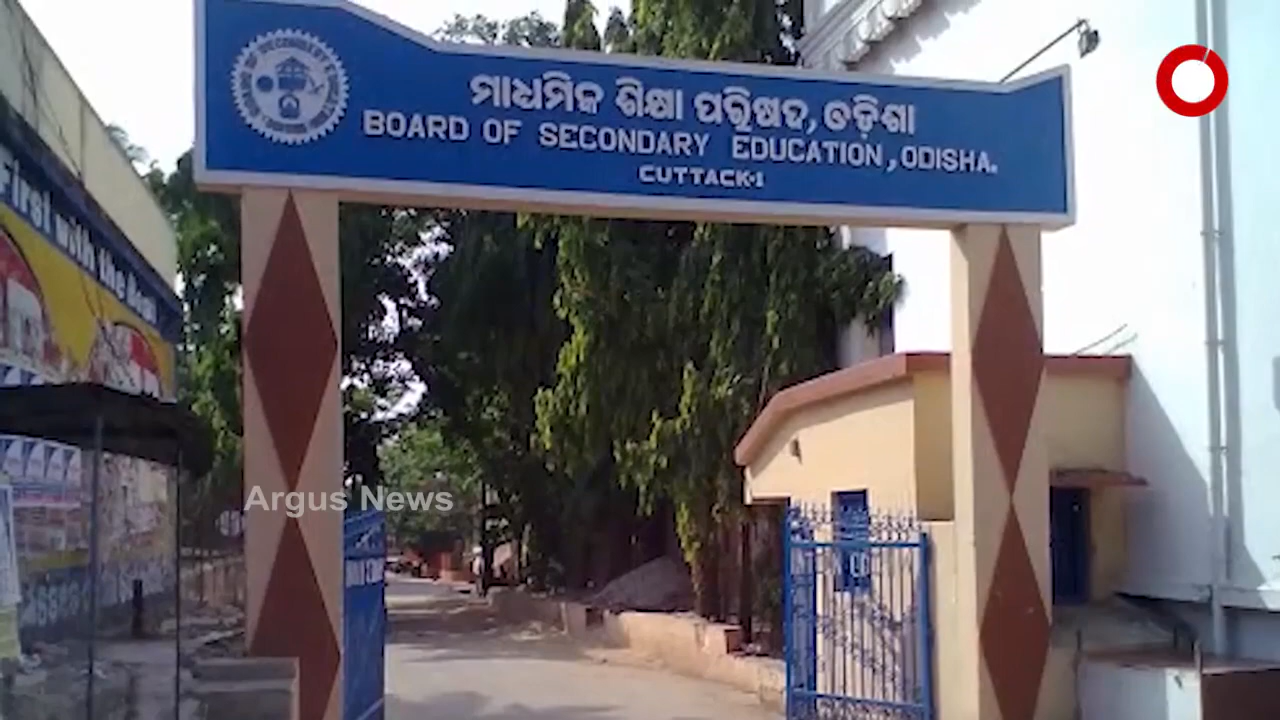 ମାଧ୍ୟମିକ ଶିକ୍ଷା ପରିଷଦ, ଓଡ଼ିଶା
BOARD OF SECONDARY EDUCATION, ODISHA.
CUTTACK-1
First with the
Argus News